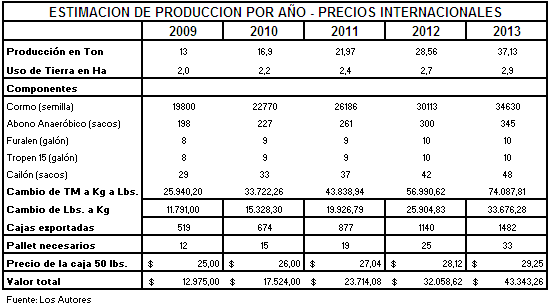 ESTIMACION DE PRODUCCION POR AÑO - PRECIOS INTERNACIONALES
2009 2010 2011 2012 2013
Producción en Ton 13 16,9 21,97 28,56 37,13
Uso de Tierra en Ha 2,0 2,2 2,4 2,7 2,9
Componentes
Cormo (semilla) 19800 22770 26186 30113 34630
Abono Anaeróbico (sacos) 198 227 261 300 345
Furalen (galón) 8 9 9 10 10
Tropen 15 (galón) 8 9 9 10 10
Cailón (sacos) 29 33 37 42 48
Cambio de TM a Kg a Lbs. 25.940,20 33.722,26 43.838,94 56.990,62 74.087,81
Cambio de Lbs. a Kg 11.791,00 15.328,30 19.926,79 25.904,83 33.676,28
Cajas exportadas 519 674 877 1140 1482
Pallet necesarios 12 15 19 25 33
Precio de la caja 50 lbs. $ 25,00 $ 26,00 $ 27,04 $ 28,12 $ 29,25
Valor total $ 12.975,00 $ 17.524,00 $ 23.714,08 $ 32.058,62 $ 43.343,26
Fuente: Los Autores